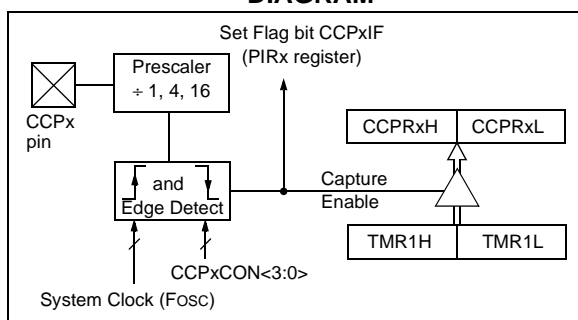 DIAGRAM
Set Flag bit CCPxIF
(PIRx register)
Prescaler
÷ 1, 4, 16
CCPx
pin
CCPRxH
CCPRxL
and
Edge Detect
Capture
Enable
TMR1H
TMR1L
CCPxCON<3:0>
System Clock (FOSC)